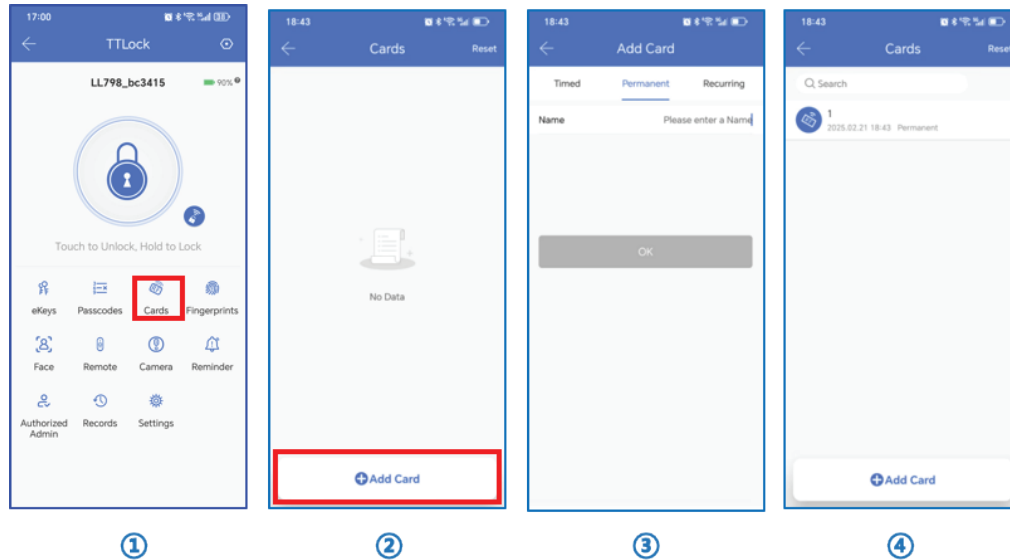 17:00
TTLock
LL798_bc3415
90%
Touch to Unlock, Hold to Lock
eKeys
Passcodes
Cards
Fingerprints
Face
Remote
Camera
Reminder
Authorized
Admin
Records
Settings
①
18:43
Cards
Reset
No Data
Add Card
②
18:43
Add Card
Timed
Permanent
Recurring
Name
Please enter a Name
OK
③
18:43
Cards
Reset
Search
1
2025.02.21 18:43 Permanent
Add Card
④